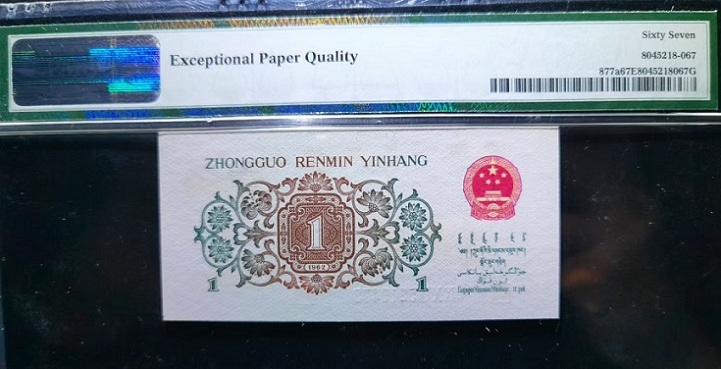 Sixty Seven
Exceptional Paper Quality
8045218-067
877a67E8045218067G
ZHONGGUO RENMIN YINHANG
1
(1962)
1 1